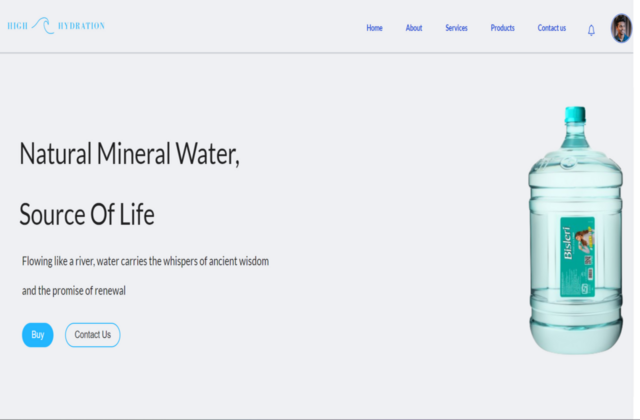 HIGH HYDRATION
Home About Services Products Contact us
Natural Mineral Water,
Source Of Life
Flowing like a river, water carries the whispers of ancient wisdom
and the promise of renewal
Buy Contact Us
Bisleri